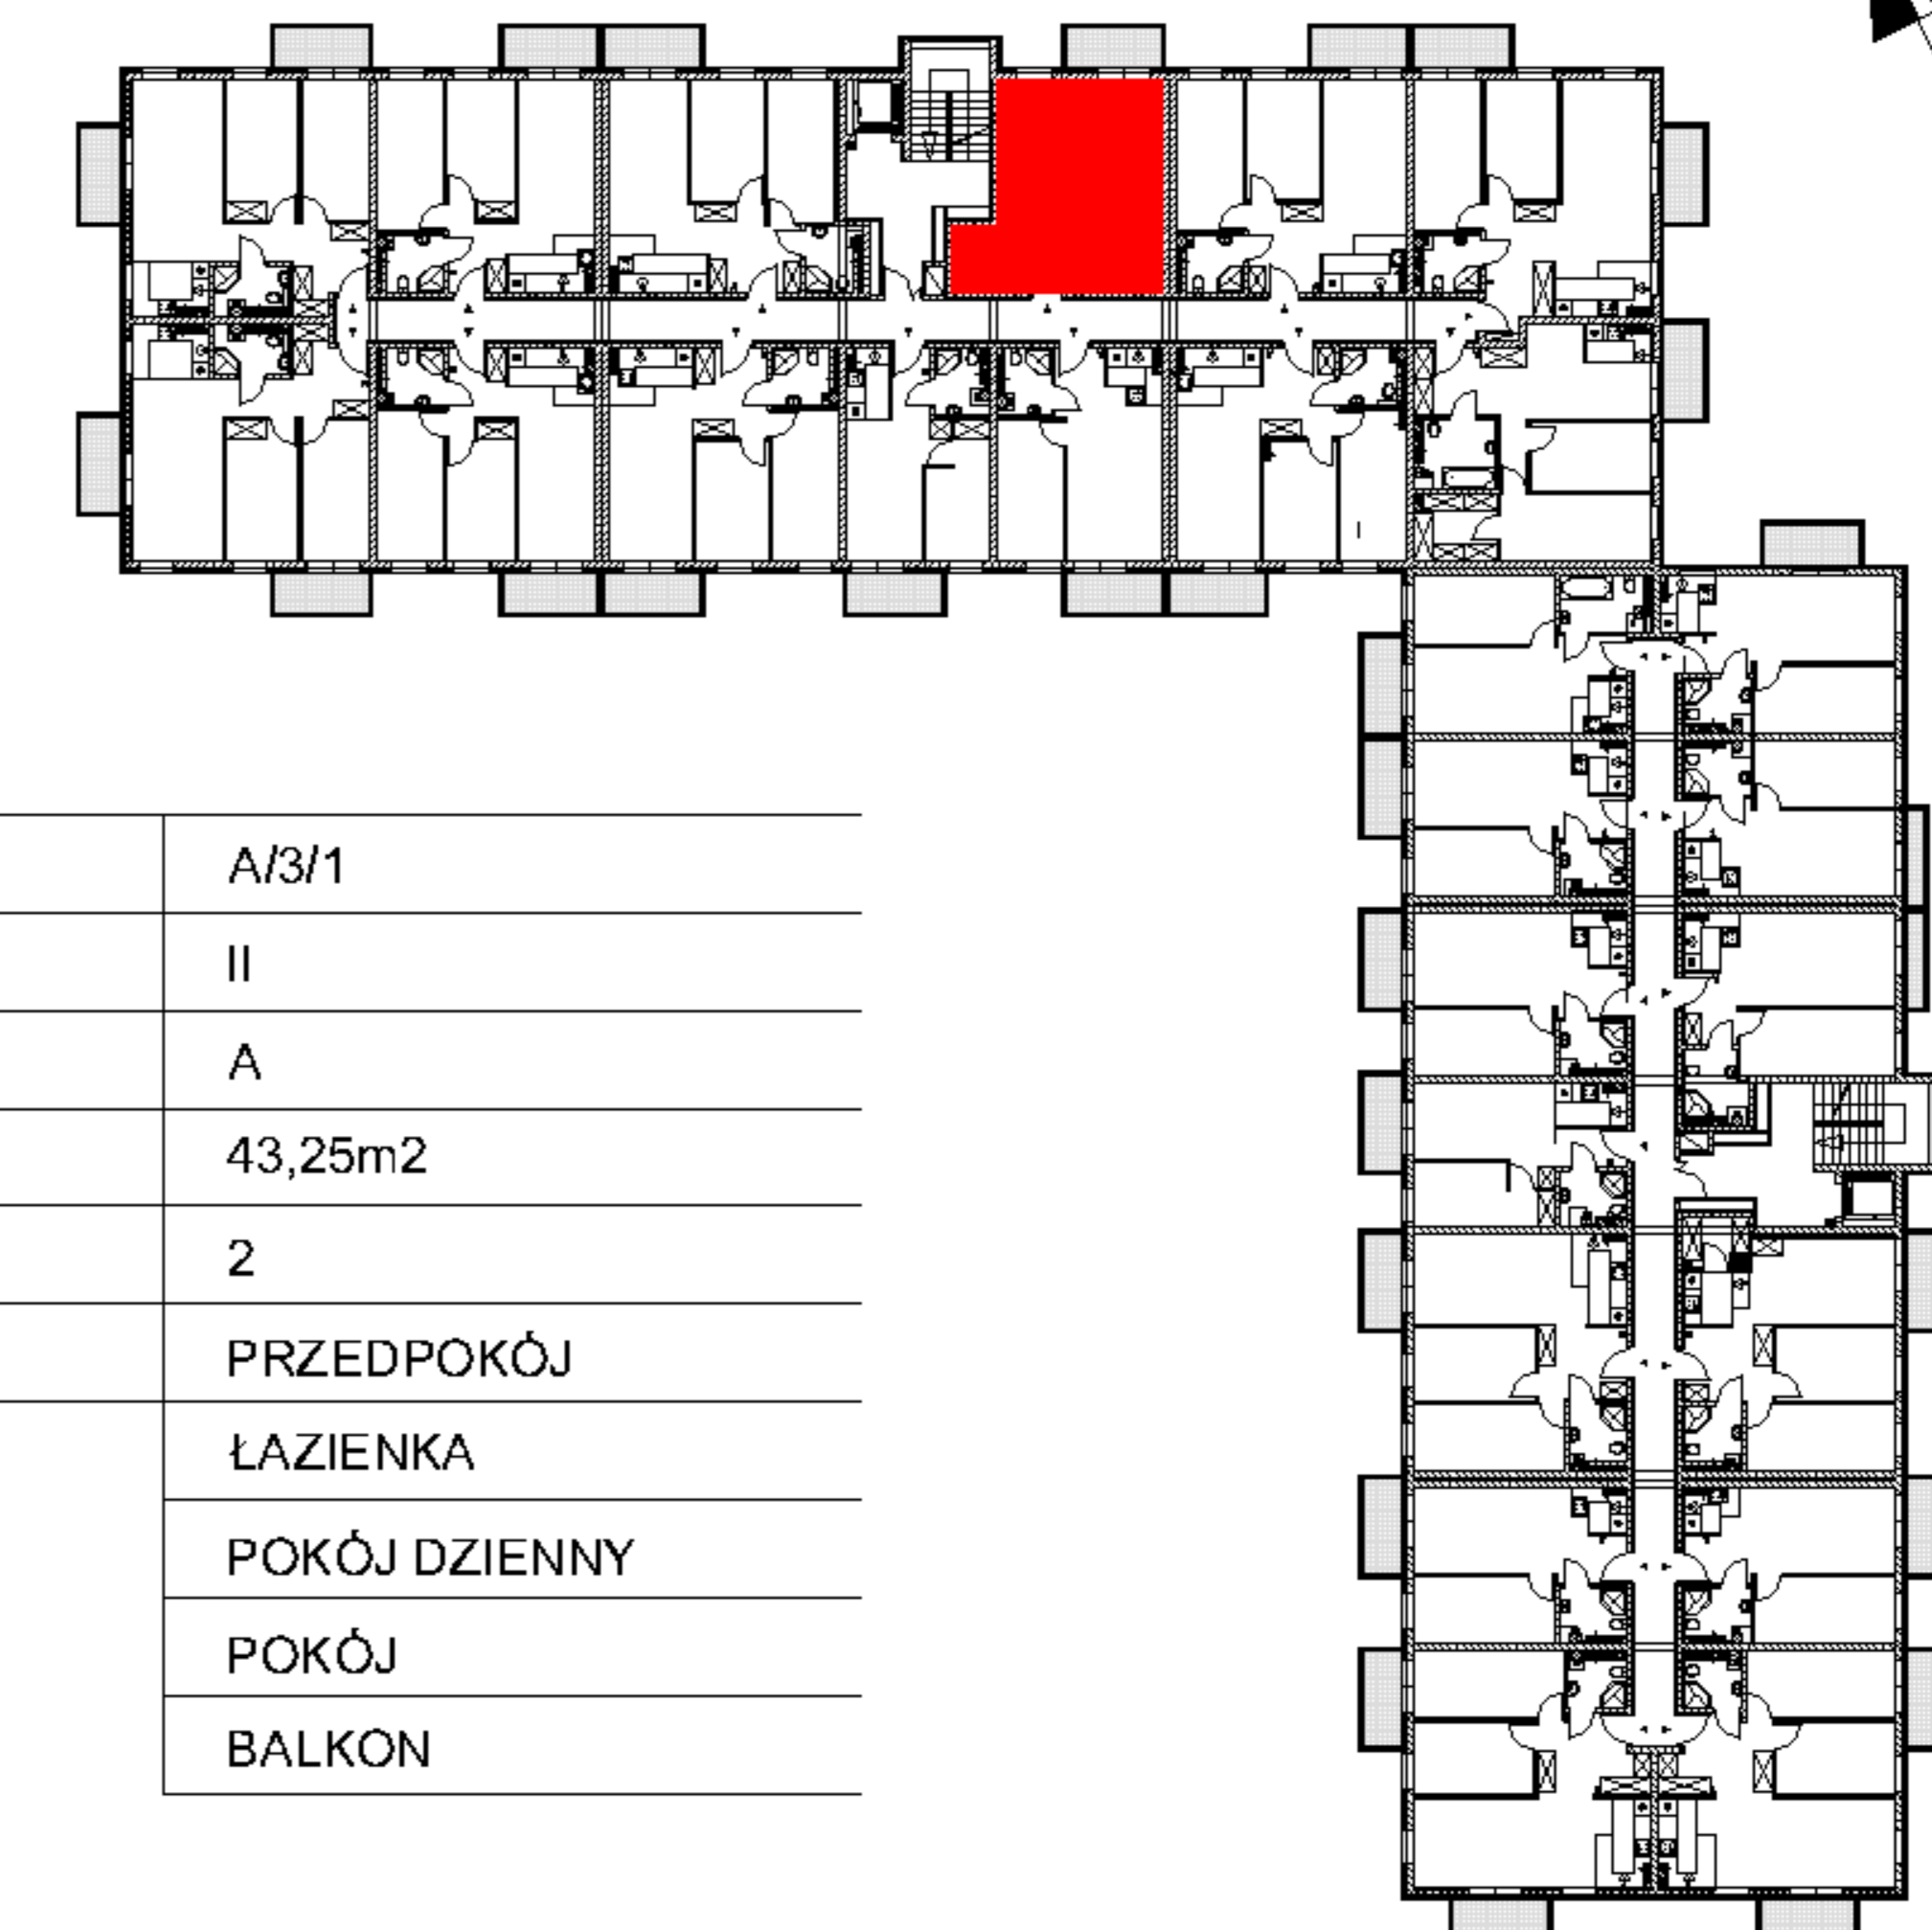 A/3/1
II
A
43,25m2
2
PRZEDPOKÓJ
ŁAZIENKA
POKÓJ DZIENNY
POKÓJ
BALKON